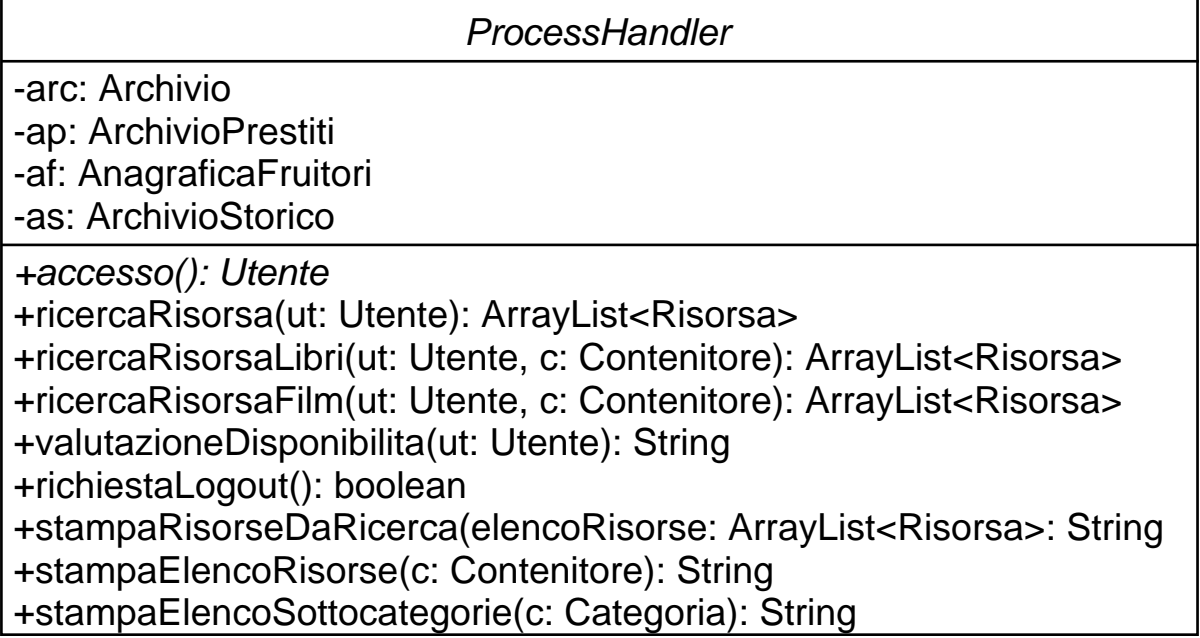 ProcessHandler
-arc: Archivio
-ap: ArchivioPrestiti
-af: AnagraficaFruitori
-as: ArchivioStorico
+accesso(): Utente
+ricercaRisorsa(ut: Utente): ArrayList<Risorsa>
+ricercaRisorsaLibri(ut: Utente, c: Contenitore): ArrayList<Risorsa>
+ricercaRisorsaFilm(ut: Utente, c: Contenitore): ArrayList<Risorsa>
+valutazioneDisponibilita(ut: Utente): String
+richiestaLogout(): boolean
+stampaRisorseDaRicerca(elencoRisorse: ArrayList<Risorsa>: String
+stampaElencoRisorse(c: Contenitore): String
+stampaElencoSottocategorie(c: Categoria): String